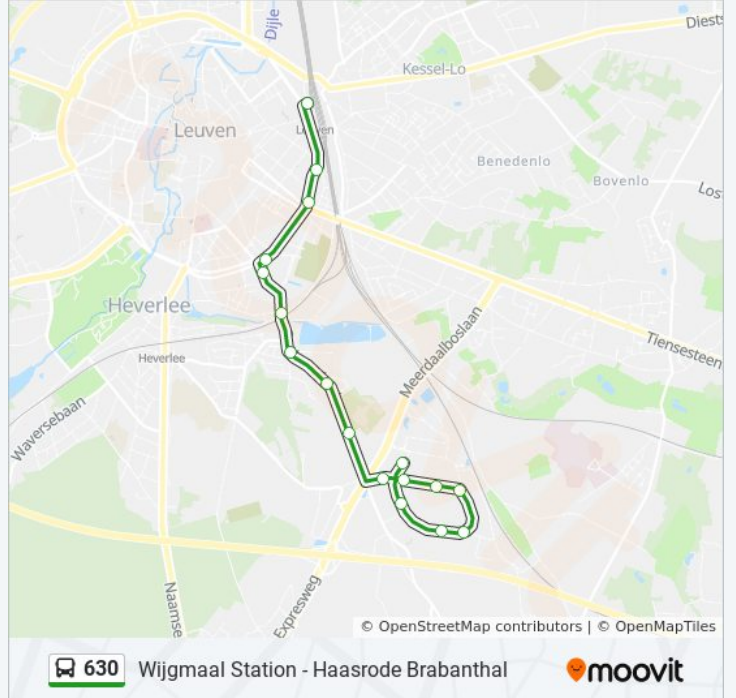 Dijle
Diest
Kessel-Lo
Leuven
Benedenlo
Bovenlo
Los
Heverlee
Meerdaalboslaan
Tiensesteen
Heverlee
Waversebaan
Naamse
Expresweg
© OpenStreetMap contributors | © OpenMapTiles
630 Wijgmaal Station - Haasrode Brabanthal
moovit